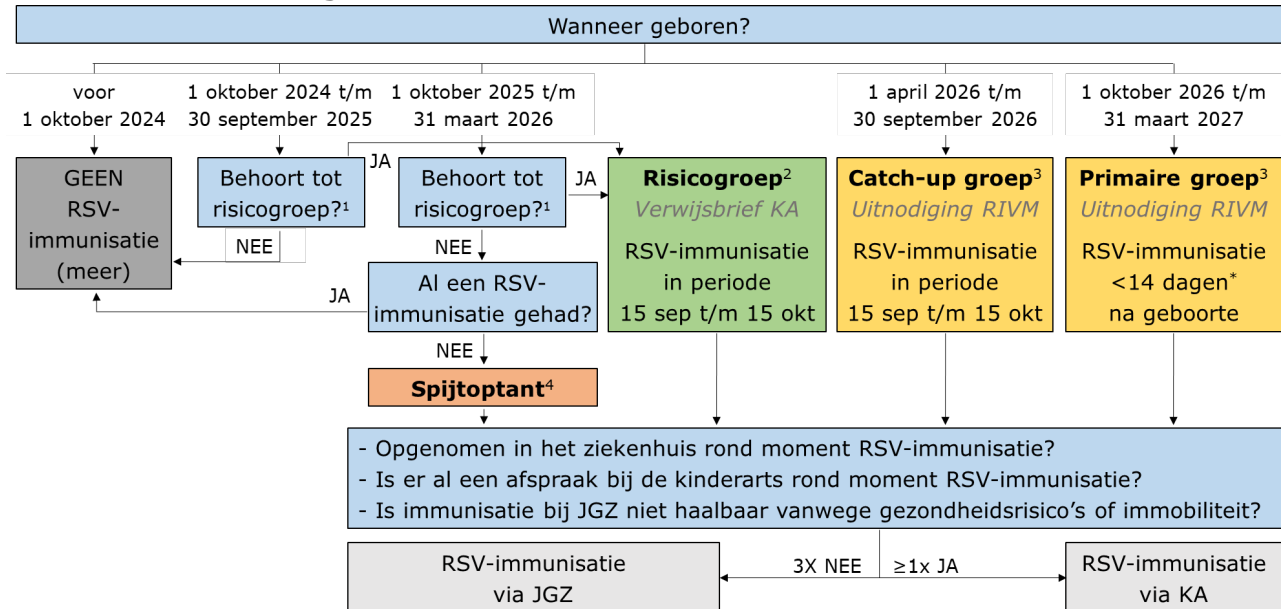 Wanneer geboren?
voor
1 oktober 2024
1 oktober 2024 t/m
30 september 2025
1 oktober 2025 t/m
31 maart 2026
1 april 2026 t/m
30 september 2026
1 oktober 2026 t/m
31 maart 2027
GEEN
RSV-
immunisatie
(meer)
Behoort tot
risicogroep?¹
JA
NEE
Behoort tot
risicogroep?¹
JA
NEE
Al een RSV-
immunisatie gehad?
JA
NEE
Spijtoptant⁴
Risicogroep²
Verwijsbrief KA
RSV-immunisatie
in periode
15 sep t/m 15 okt
Catch-up groep³
Uitnodiging RIVM
RSV-immunisatie
in periode
15 sep t/m 15 okt
Primaire groep³
Uitnodiging RIVM
RSV-immunisatie
<14 dagen*
na geboorte
- Opgenomen in het ziekenhuis rond moment RSV-immunisatie?
- Is er al een afspraak bij de kinderarts rond moment RSV-immunisatie?
- Is immunisatie bij JGZ niet haalbaar vanwege gezondheidsrisico's of immobiliteit?
3X NEE
≥1x JA
RSV-immunisatie
via JGZ
RSV-immunisatie
via KA